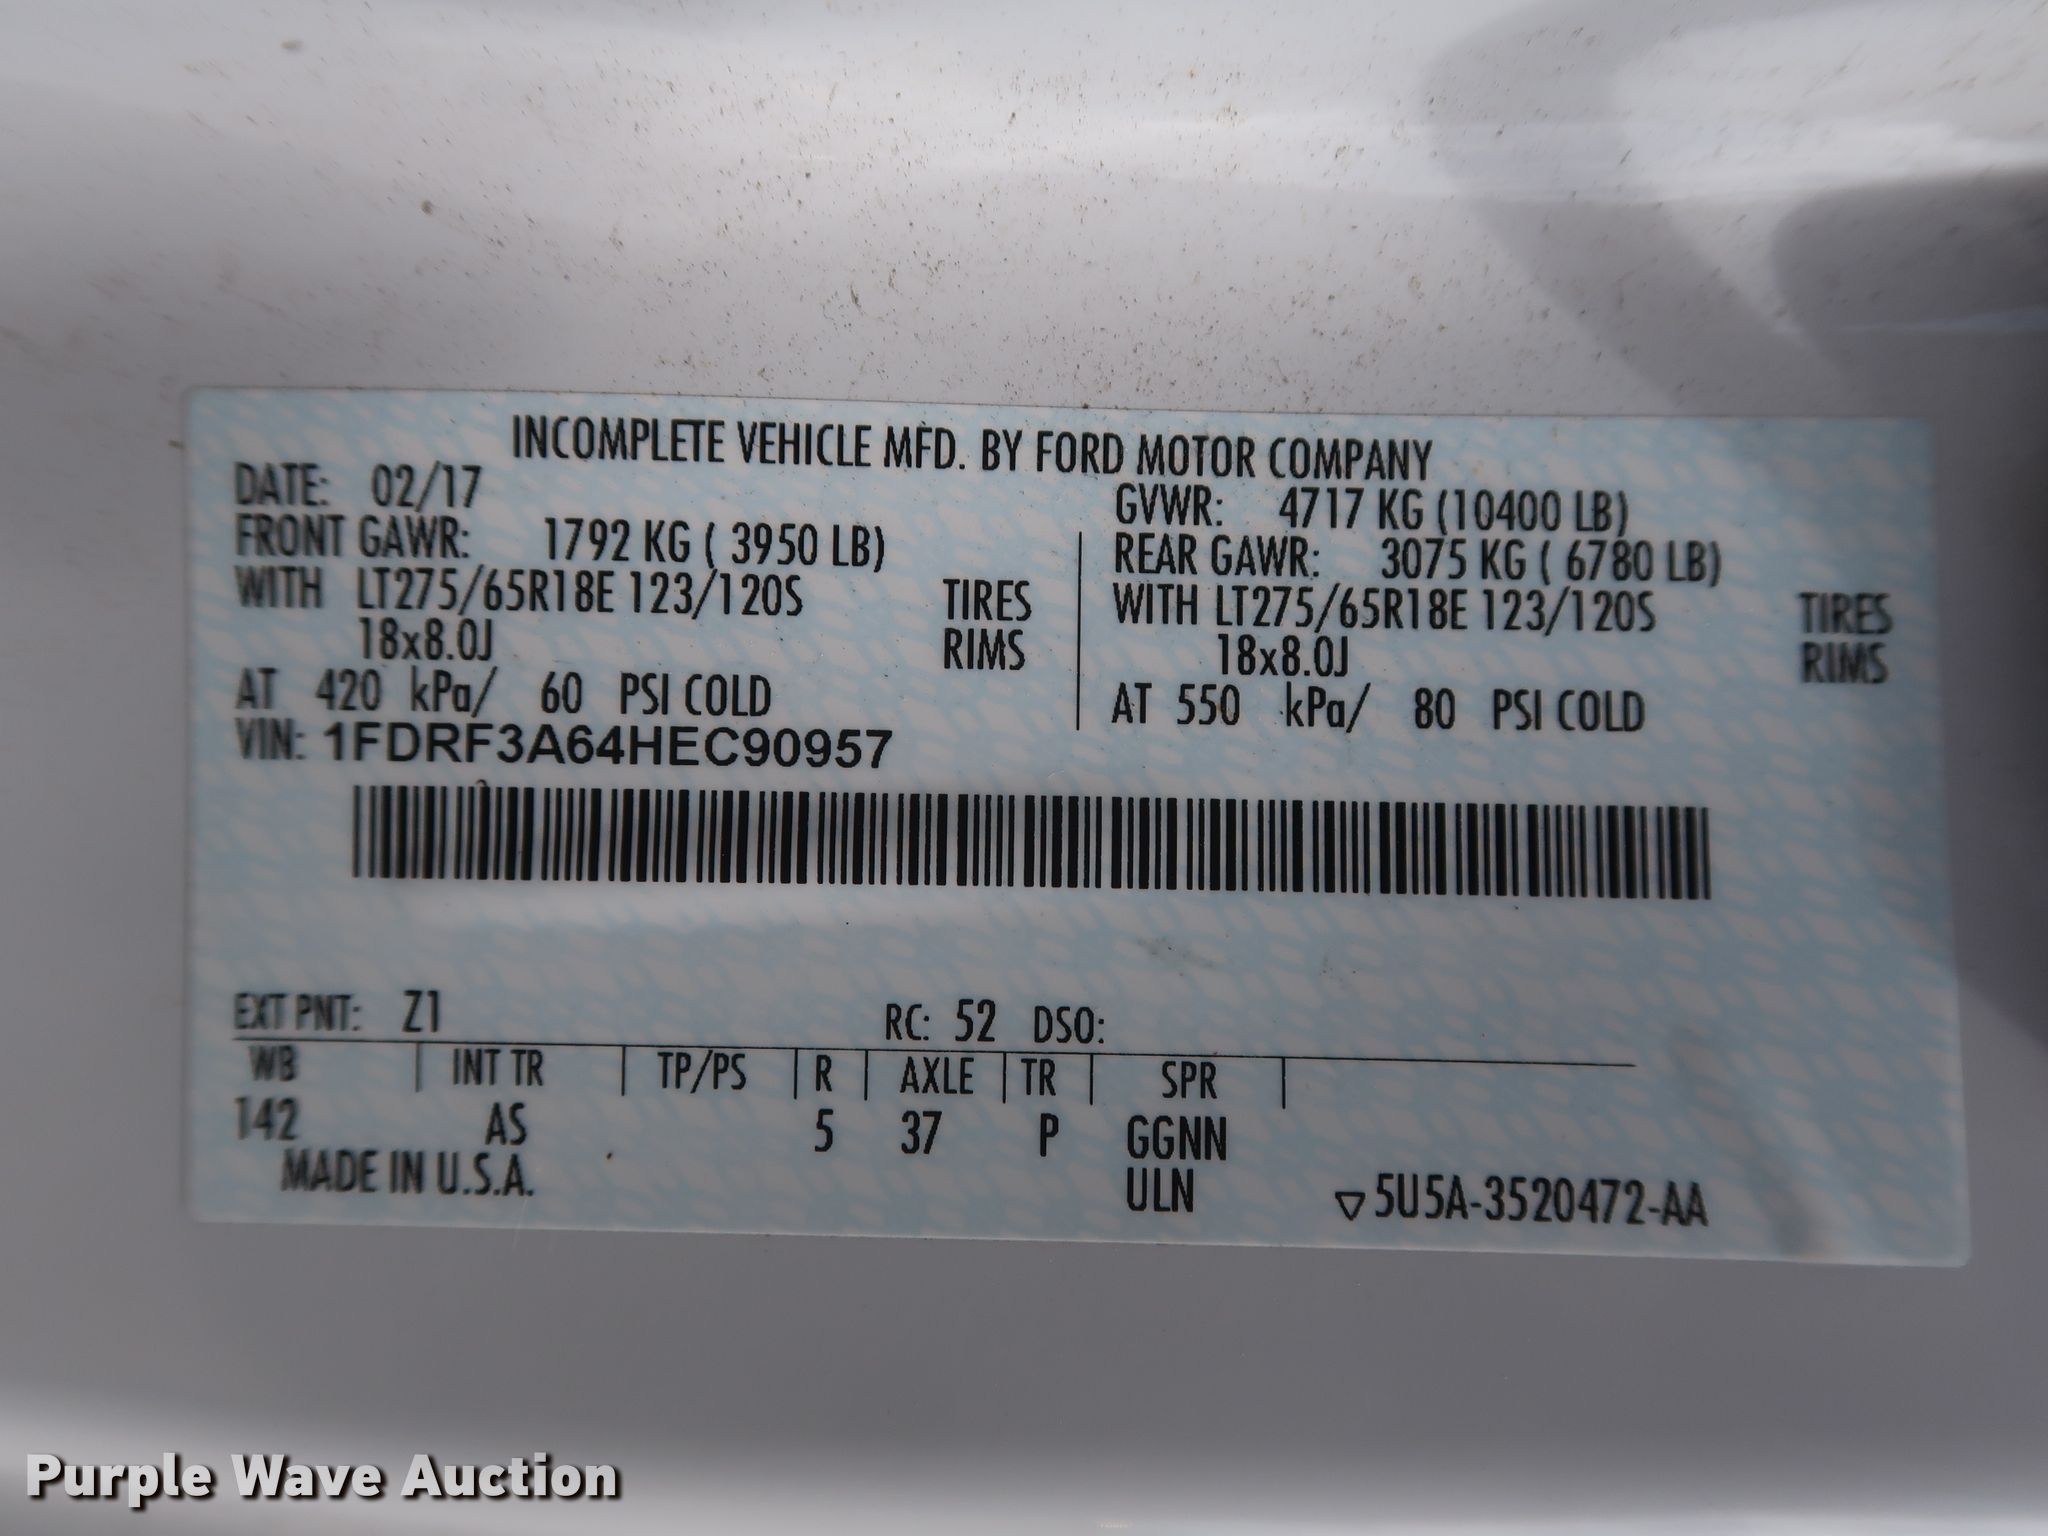 INCOMPLETE VEHICLE MFD. BY FORD MOTOR COMPANY
DATE: 02/17 GVWR: 4717 KG (10400 LB)
FRONT GAWR: 1792 KG ( 3950 LB) REAR GAWR: 3075 KG ( 6780 LB)
WITH LT275/65R18E 123/120S TIRES WITH LT275/65R18E 123/120S TIRES
18x8.0J RIMS 18x8.0J RIMS
AT 420 kPa/ 60 PSI COLD AT 550 kPa/ 80 PSI COLD
VIN: 1FDRF3A64HEC90957
EXT PNT: Z1 RC: 52 DSO:
WB INT TR TP/PS R AXLE TR SPR
142 AS 5 37 P GGNN
MADE IN U.S.A. ULN ▽5U5A-3520472-AA
Purple Wave Auction